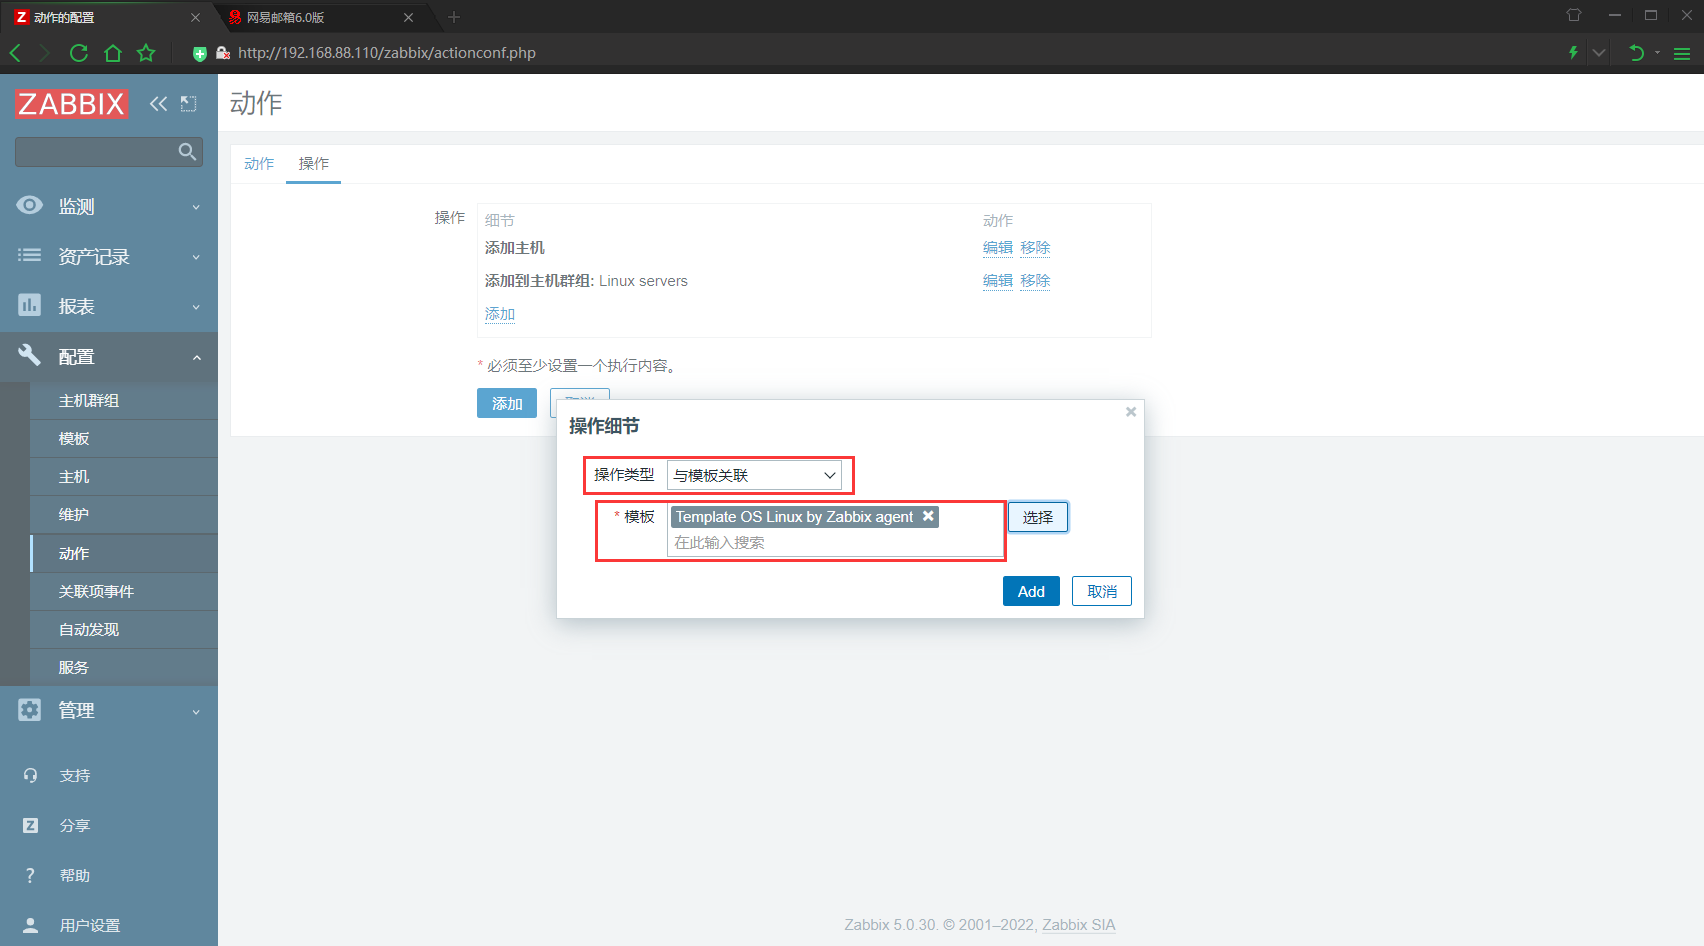 动作的配置
网易邮箱6.0版
http://192.168.88.110/zabbix/actionconf.php
ZABBIX
监测
资产记录
报表
配置
主机群组
模板
主机
维护
动作
关联项事件
自动发现
服务
管理
支持
分享
帮助
用户设置
动作
动作 操作
操作 细节 动作
添加主机 编辑 移除
添加到主机群组: Linux servers 编辑 移除
添加
* 必须至少设置一个执行内容。
添加
操作细节
操作类型 与模板关联
* 模板 Template OS Linux by Zabbix agent 选择
在此输入搜索
Add 取消
Zabbix 5.0.30. © 2001–2022, Zabbix SIA